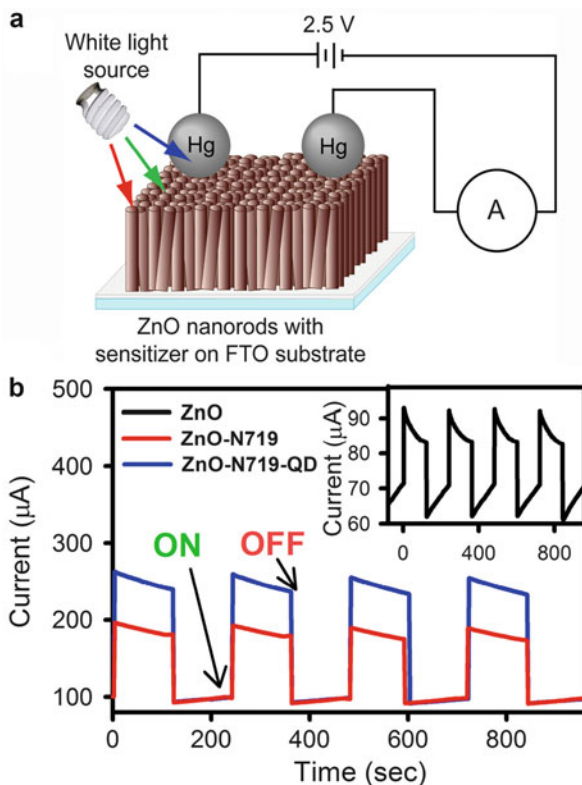 a
White light
source
2.5 V
Hg
Hg
A
ZnO nanorods with
sensitizer on FTO substrate
b
Current (μA)
500
400
300
200
100
ZnO
ZnO-N719
ZnO-N719-QD
ON
OFF
0
200
400
600
800
Time (sec)
Current (μA)
90
80
70
60
0
400
800